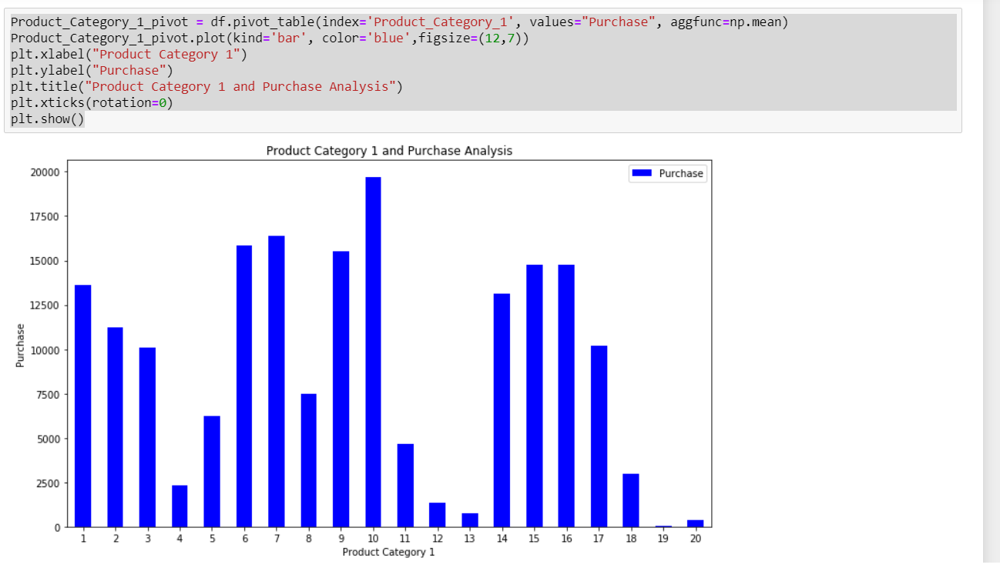 Product_Category_1_pivot = df.pivot_table(index='Product_Category_1', values="Purchase", aggfunc=np.mean)
Product_Category_1_pivot.plot(kind='bar', color='blue',figsize=(12,7))
plt.xlabel("Product Category 1")
plt.ylabel("Purchase")
plt.title("Product Category 1 and Purchase Analysis")
plt.xticks(rotation=0)
plt.show()
Product Category 1 and Purchase Analysis
Purchase
20000
17500
15000
12500
10000
7500
5000
2500
0
Purchase
1 2 3 4 5 6 7 8 9 10 11 12 13 14 15 16 17 18 19 20
Product Category 1